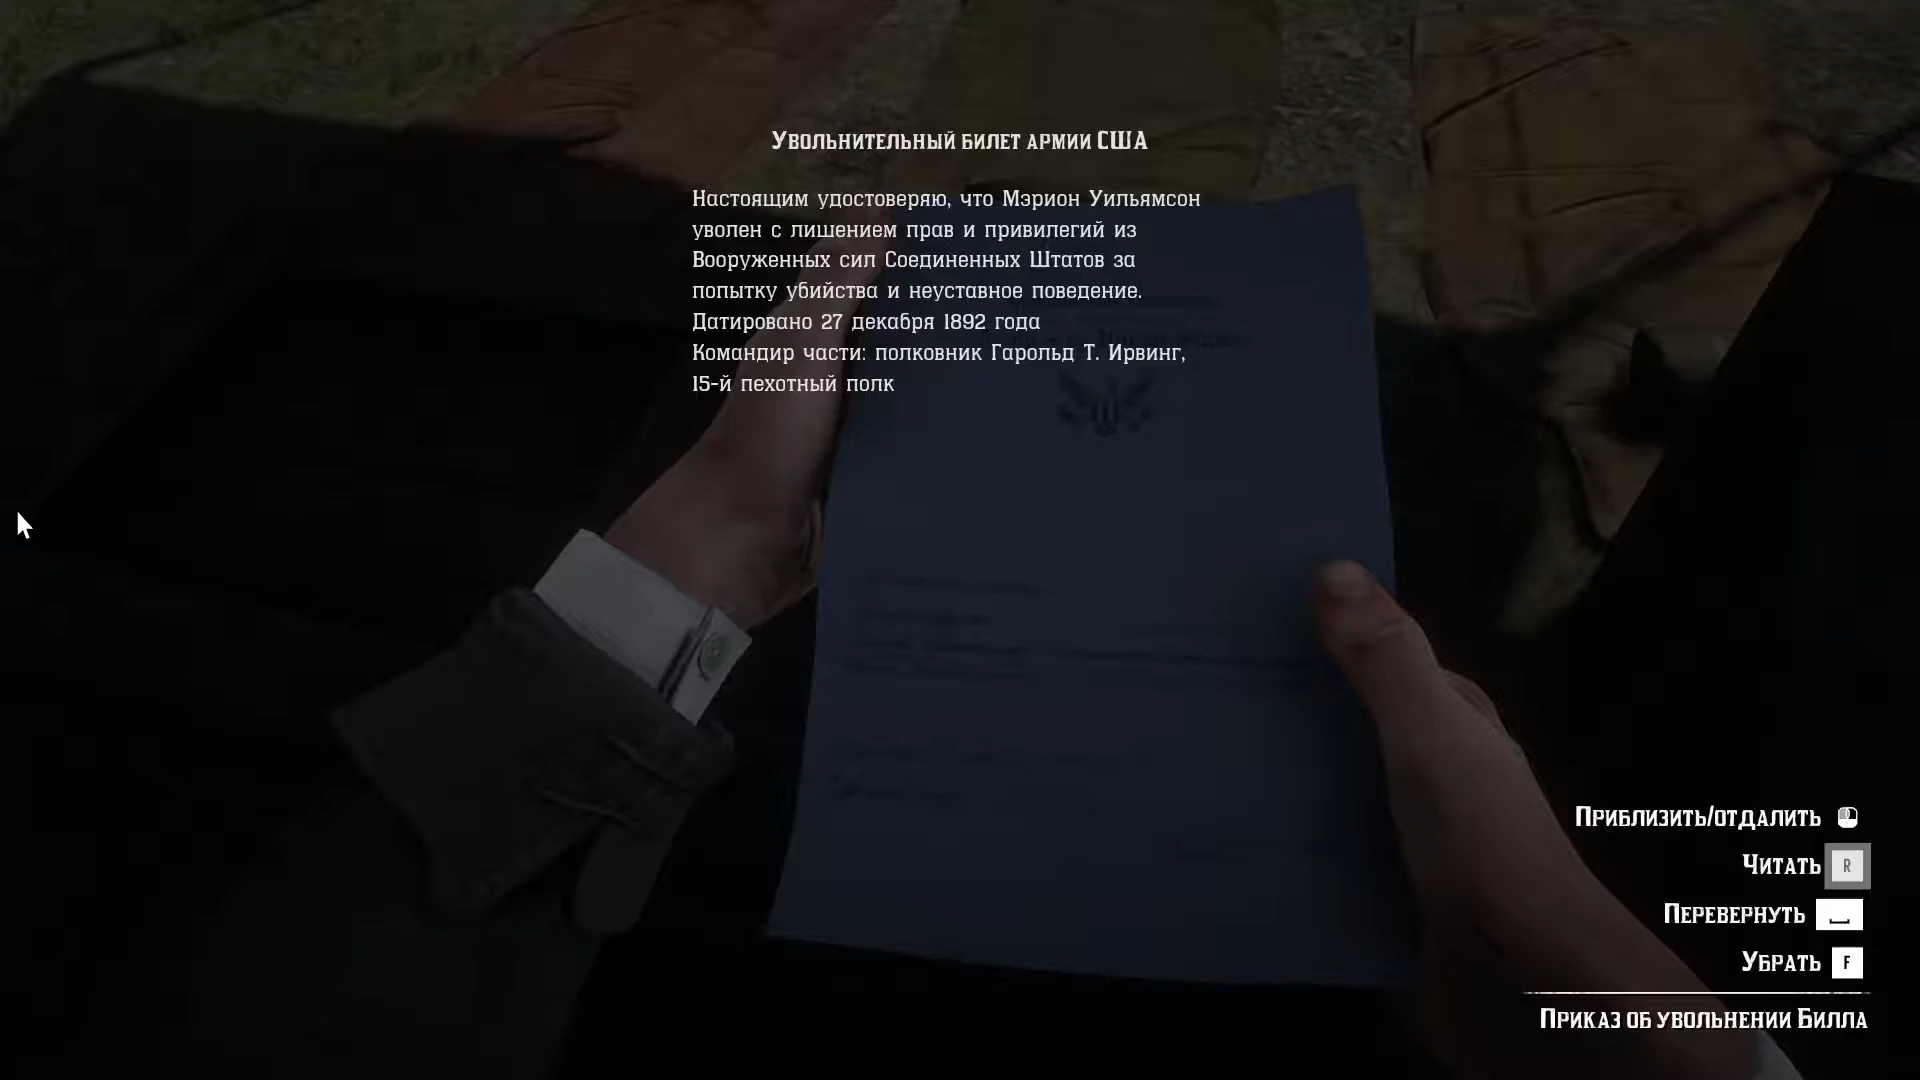 Увольнительный билет армии США
Настоящим удостоверяю, что Мэрион Уильямсон
уволен с лишением прав и привилегий из
Вооруженных сил Соединенных Штатов за
попытку убийства и неуставное поведение.
Датировано 27 декабря 1892 года
Командир части: полковник Гарольд Т. Ирвинг,
15-й пехотный полк
Приблизить/отдалить
Читать R
Перевернуть
Убрать F
Приказ об увольнении Билла